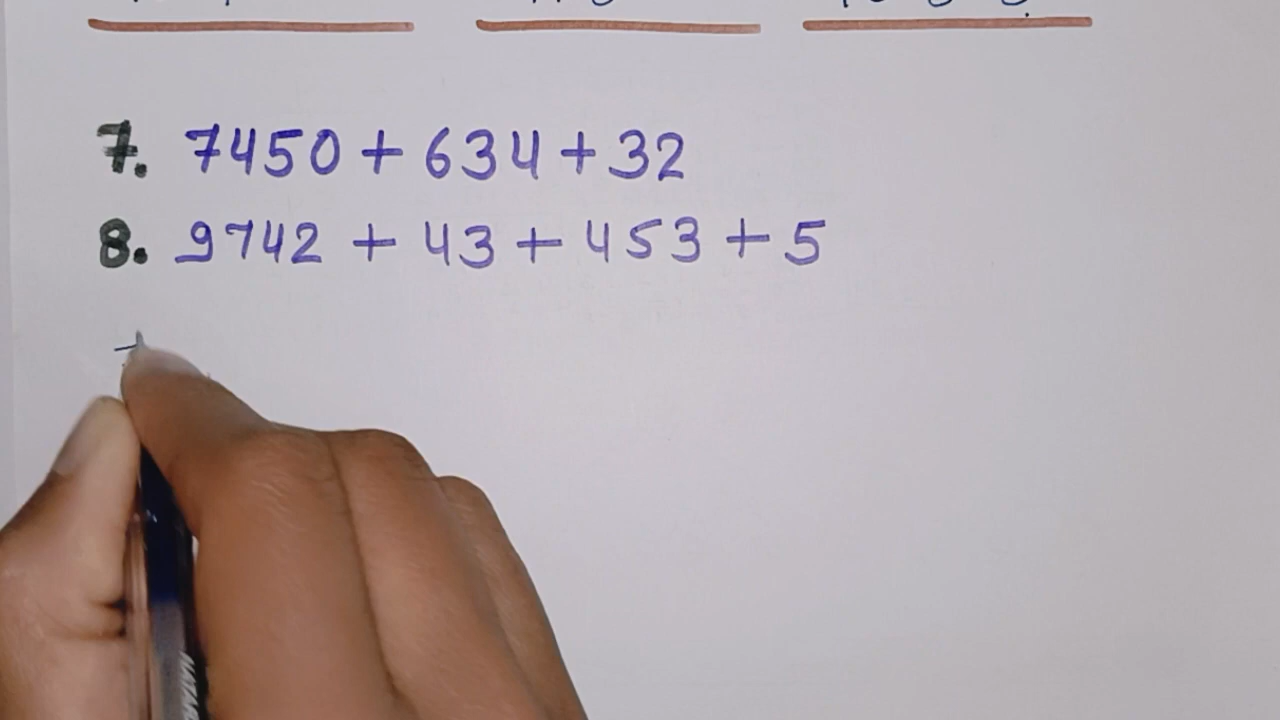 7. 7450 + 634 + 32
8. 9742 + 43 + 453 + 5